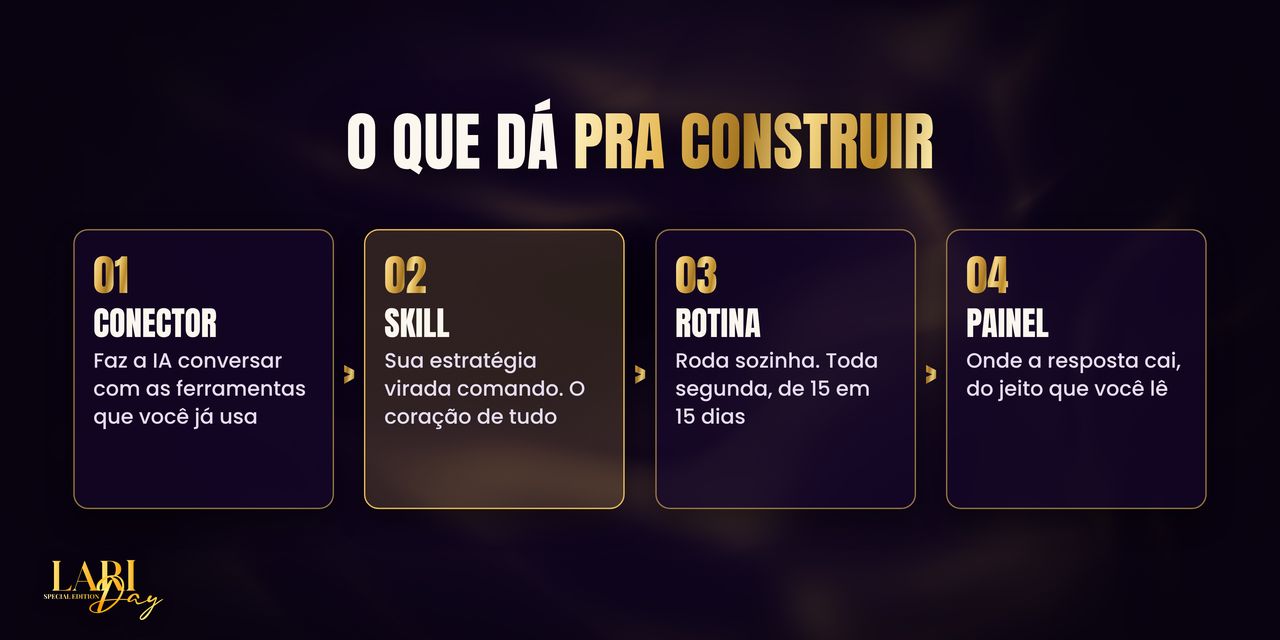 O QUE DÁ PRA CONSTRUIR
01
CONECTOR
Faz a IA conversar
com as ferramentas
que você já usa
02
SKILL
Sua estratégia
virada comando. O
coração de tudo
03
ROTINA
Roda sozinha. Toda
segunda, de 15 em
15 dias
04
PAINEL
Onde a resposta cai,
do jeito que você lê
LABI
SPECIAL EDITION
Day